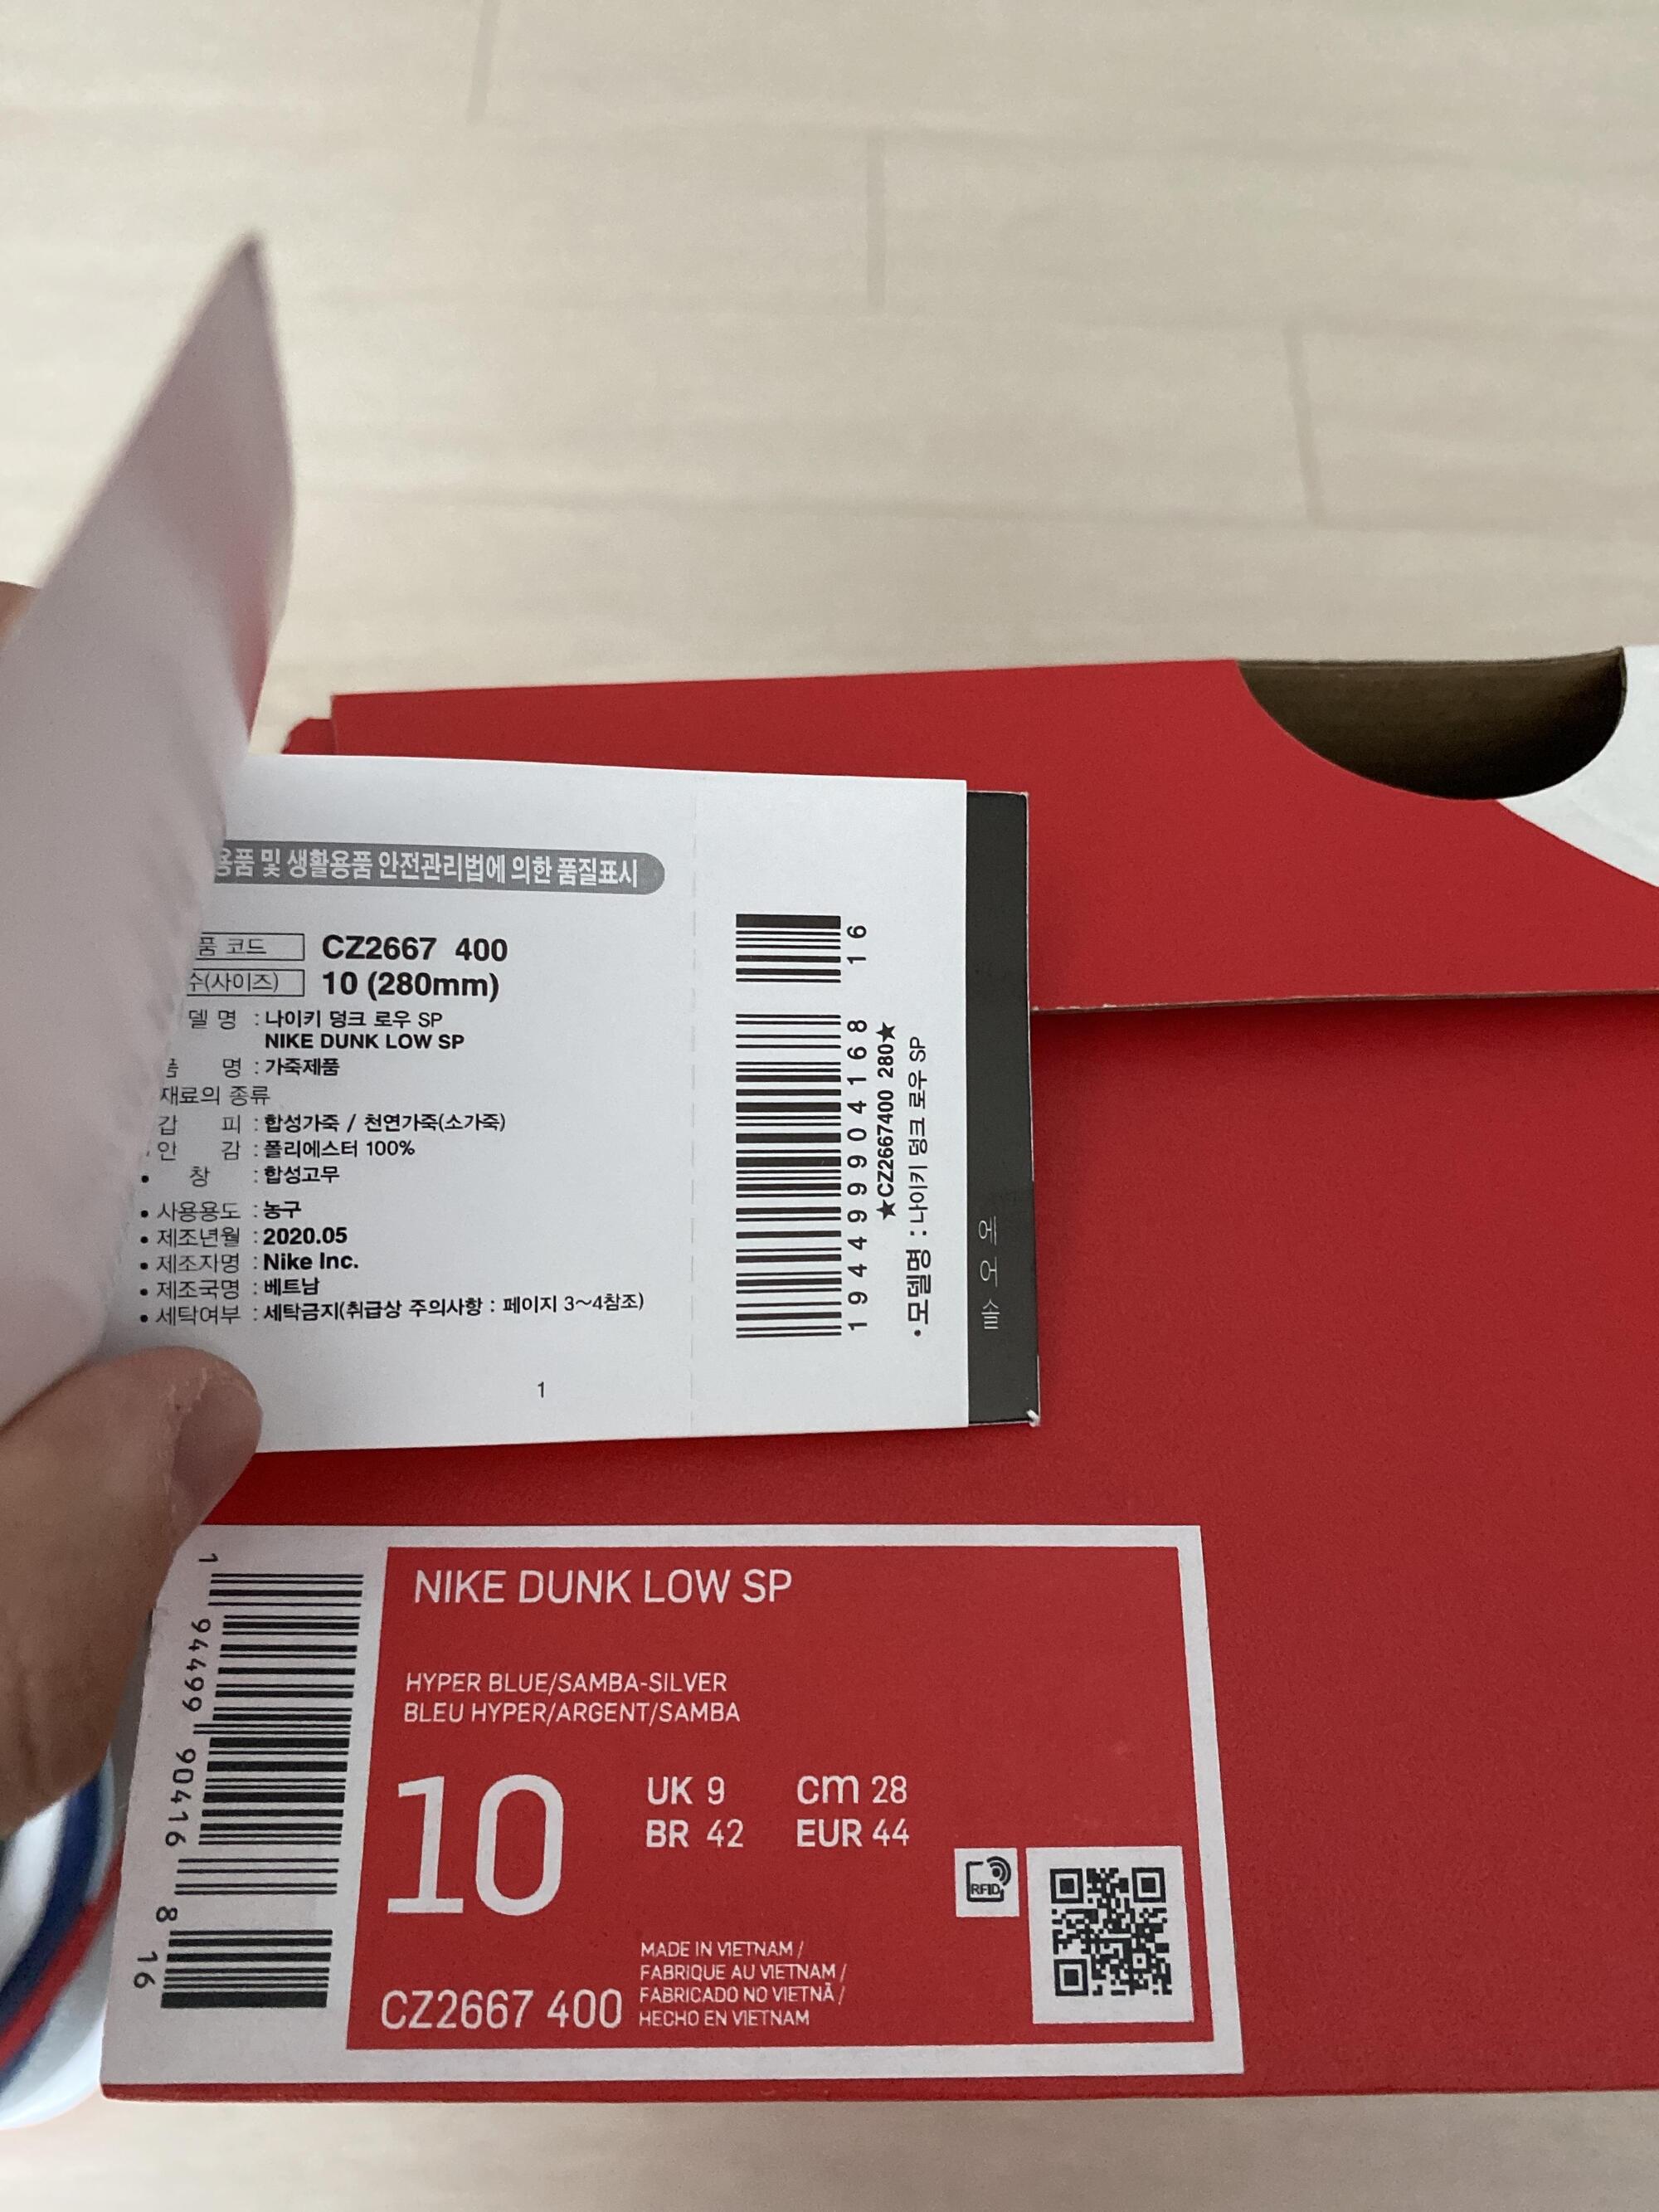 용품 및 생활용품 안전관리법에 의한 품질표시
품 코드 CZ2667 400
수(사이즈) 10 (280mm)
델 명 : 나이키 덩크 로우 SP
NIKE DUNK LOW SP
품 명 : 가죽제품
재료의 종류
갑 피 : 합성가죽 / 천연가죽(소가죽)
• 안 감 : 폴리에스터 100%
• 창 : 합성고무
• 사용용도 : 농구
• 제조년월 : 2020.05
• 제조자명 : Nike Inc.
• 제조국명 : 베트남
• 세탁여부 : 세탁금지(취급상 주의사항 : 페이지 3~4참조)
1
194499904168 16
★CZ2667400 280★
• 모델명 : 나이키 덩크 로우 SP
에어솔
1 94499 90416 8 16
NIKE DUNK LOW SP
HYPER BLUE/SAMBA-SILVER
BLEU HYPER/ARGENT/SAMBA
10
UK 9 cm 28
BR 42 EUR 44
RFID
CZ2667 400
MADE IN VIETNAM /
FABRIQUE AU VIETNAM /
FABRICADO NO VIETNÃ /
HECHO EN VIETNAM